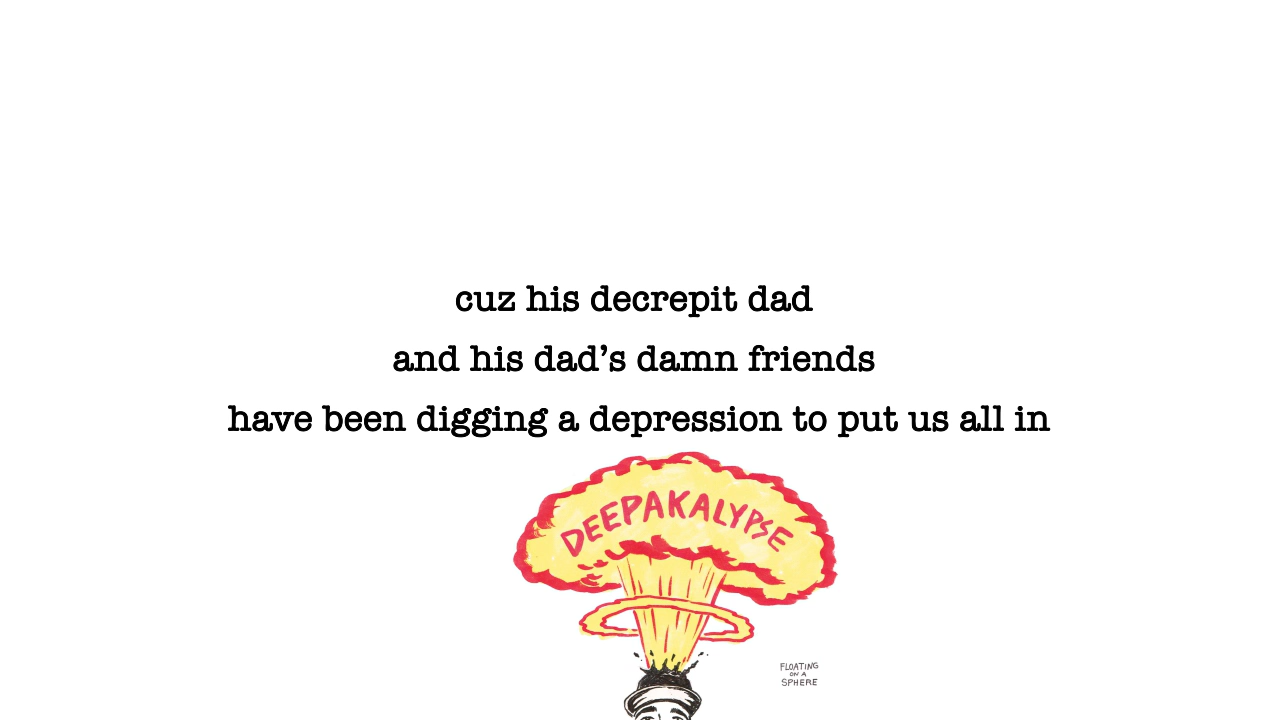 cuz his decrepit dad
and his dad’s damn friends
have been digging a depression to put us all in
DEEPAKALYPSE
FLOATING
ON A
SPHERE